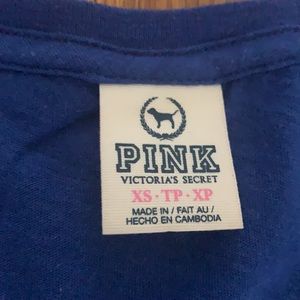 PINK
VICTORIA'S SECRET
XS · TP · XP
MADE IN / FAIT AU /
HECHO EN CAMBODIA